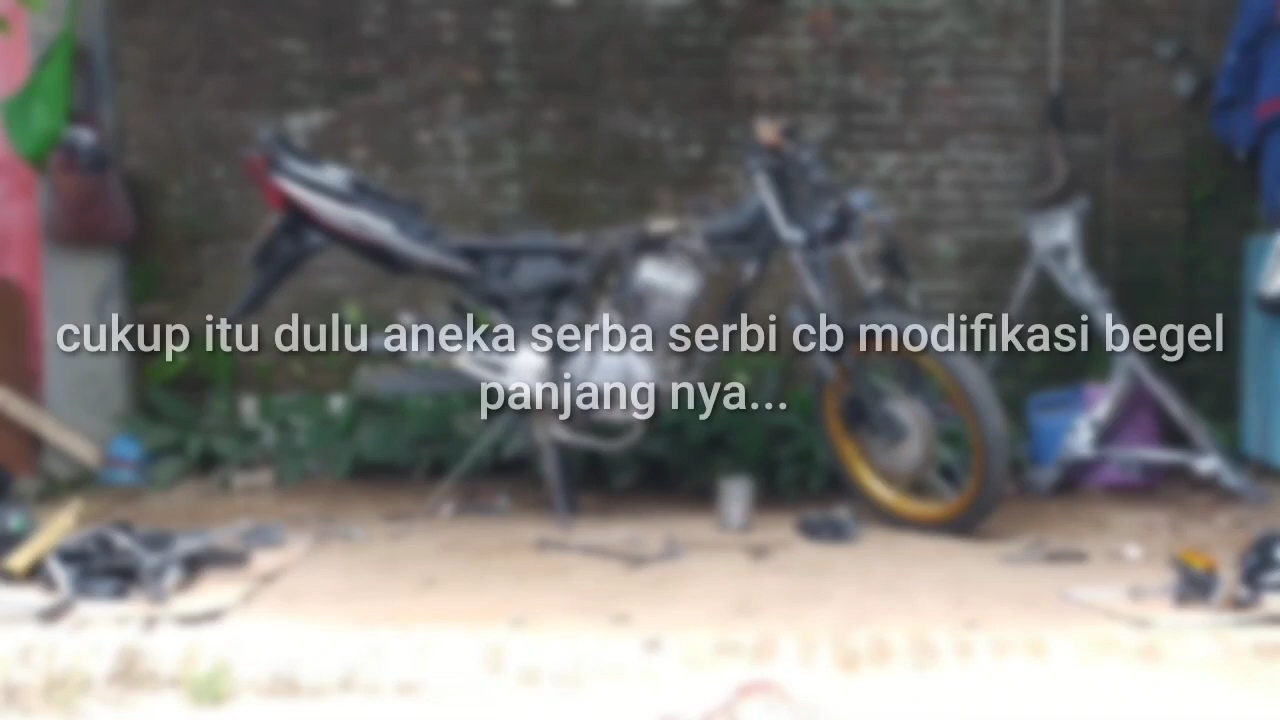 cukup itu dulu aneka serba serbi cb modifikasi begel
panjang nya...